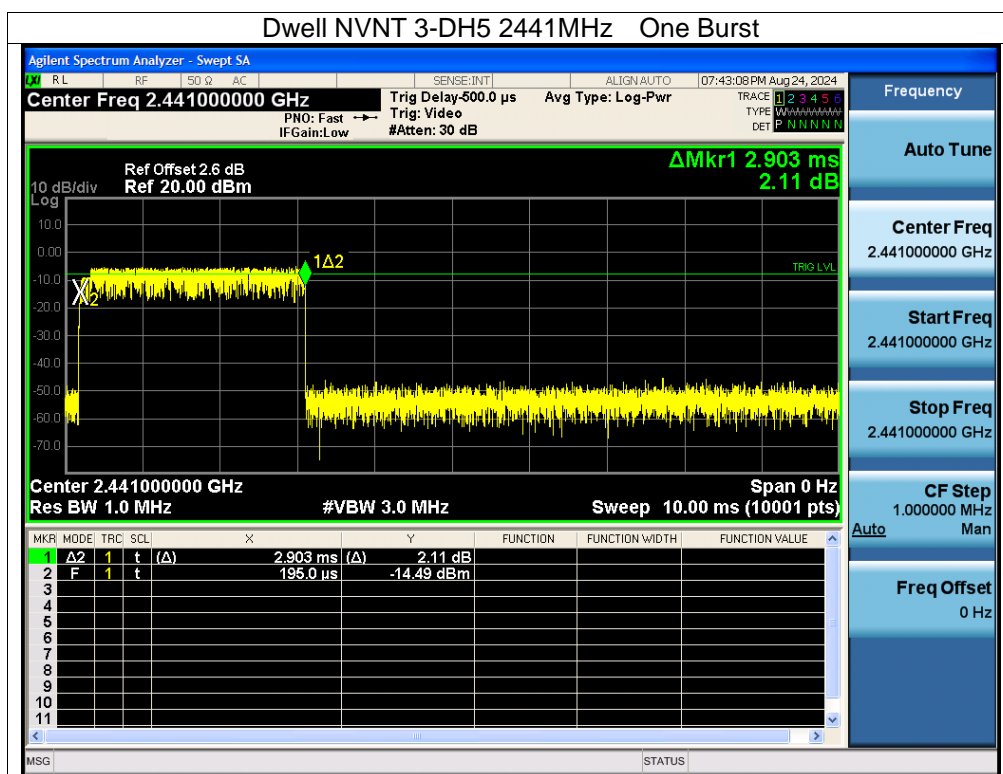 Dwell NVNT 3-DH5 2441MHz One Burst
Agilent Spectrum Analyzer - Swept SA
LXI RL RF 50 Ω AC SENSE:INT ALIGN AUTO 07:43:08 PM Aug 24, 2024
Center Freq 2.441000000 GHz Trig Delay-500.0 µs Avg Type: Log-Pwr TRACE 1 2 3 4 5 6
PNO: Fast Trig: Video TYPE WWWWWW
IFGain:Low #Atten: 30 dB DET P N N N N N
Frequency
Auto Tune
Center Freq
2.441000000 GHz
Start Freq
2.441000000 GHz
Stop Freq
2.441000000 GHz
CF Step
1.000000 MHz
Auto Man
Freq Offset
0 Hz
ΔMkr1 2.903 ms
2.11 dB
Ref Offset 2.6 dB
10 dB/div Ref 20.00 dBm
Log
10.0
0.00
-10.0
-20.0
-30.0
-40.0
-50.0
-60.0
-70.0
1Δ2
TRIG LVL
2
Center 2.441000000 GHz Span 0 Hz
Res BW 1.0 MHz #VBW 3.0 MHz Sweep 10.00 ms (10001 pts)
MKR MODE TRC SCL X Y FUNCTION FUNCTION WIDTH FUNCTION VALUE
1 Δ2 1 t (Δ) 2.903 ms (Δ) 2.11 dB
2 F 1 t 195.0 µs -14.49 dBm
3
4
5
6
7
8
9
10
11
MSG STATUS